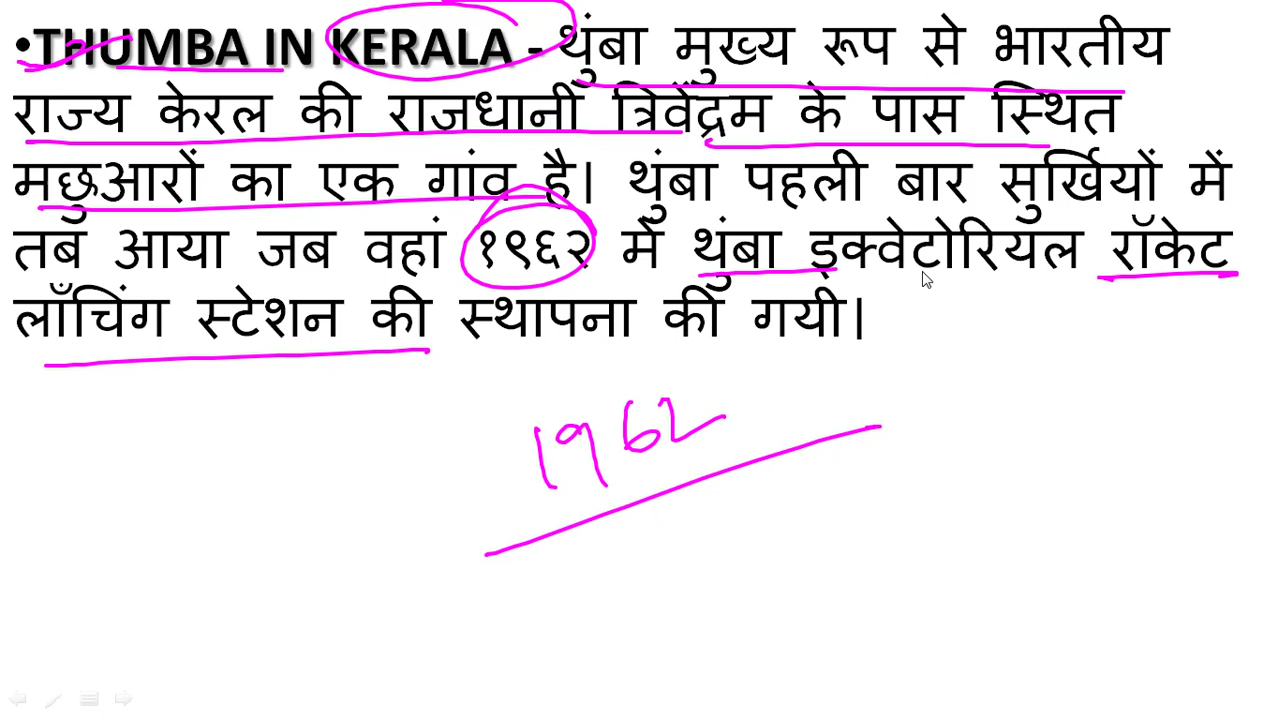 •THUMBA IN KERALA - थुंबा मुख्य रूप से भारतीय
राज्य केरल की राजधानी त्रिवेंद्रम के पास स्थित
मछुआरों का एक गांव है। थुंबा पहली बार सुर्खियों में
तब आया जब वहां १९६२ में थुंबा इक्वेटोरियल रॉकेट
लाँचिंग स्टेशन की स्थापना की गयी।
1962